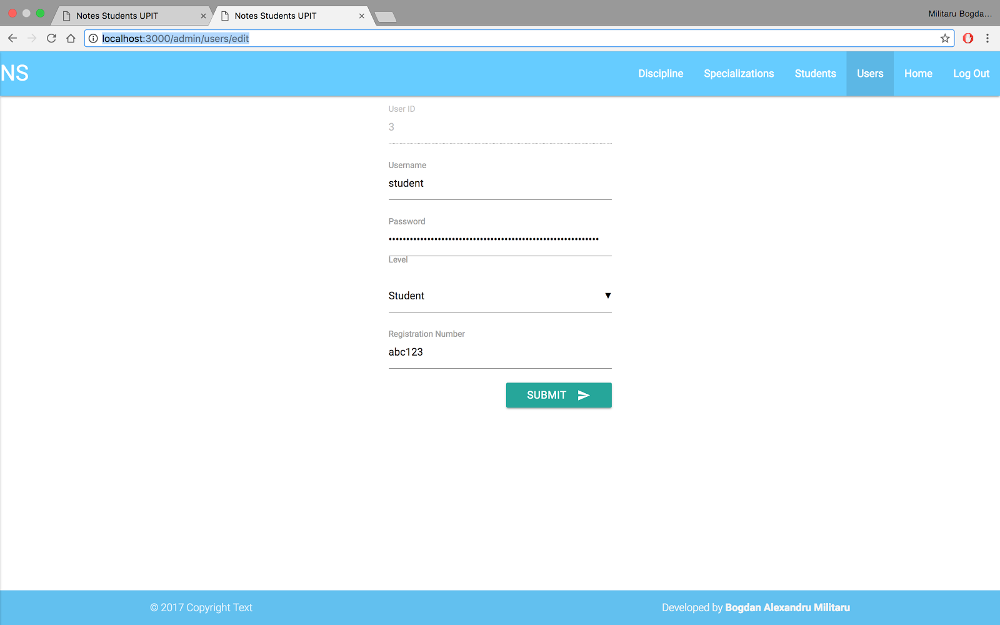 Notes Students UPIT
Notes Students UPIT
Militaru Bogda...
localhost:3000/admin/users/edit
NS
Discipline
Specializations
Students
Users
Home
Log Out
User ID
3
Username
student
Password
Level
Student
Registration Number
abc123
SUBMIT
© 2017 Copyright Text
Developed by Bogdan Alexandru Militaru